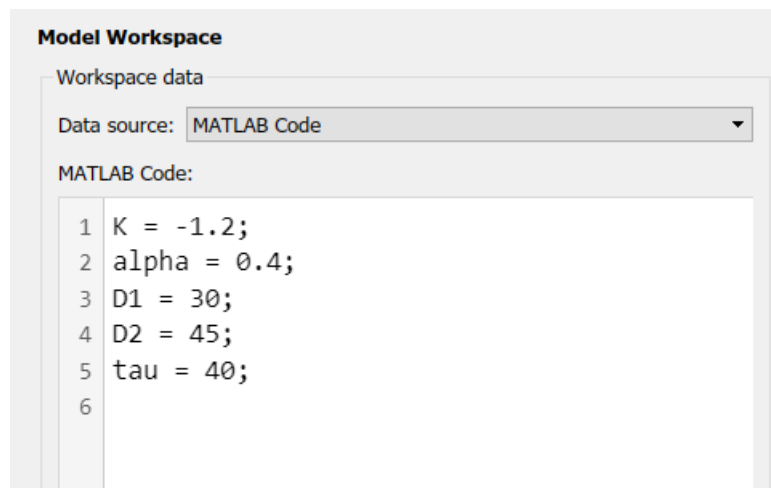 Model Workspace
Workspace data
Data source: MATLAB Code
MATLAB Code:
1 K = -1.2;
2 alpha = 0.4;
3 D1 = 30;
4 D2 = 45;
5 tau = 40;
6